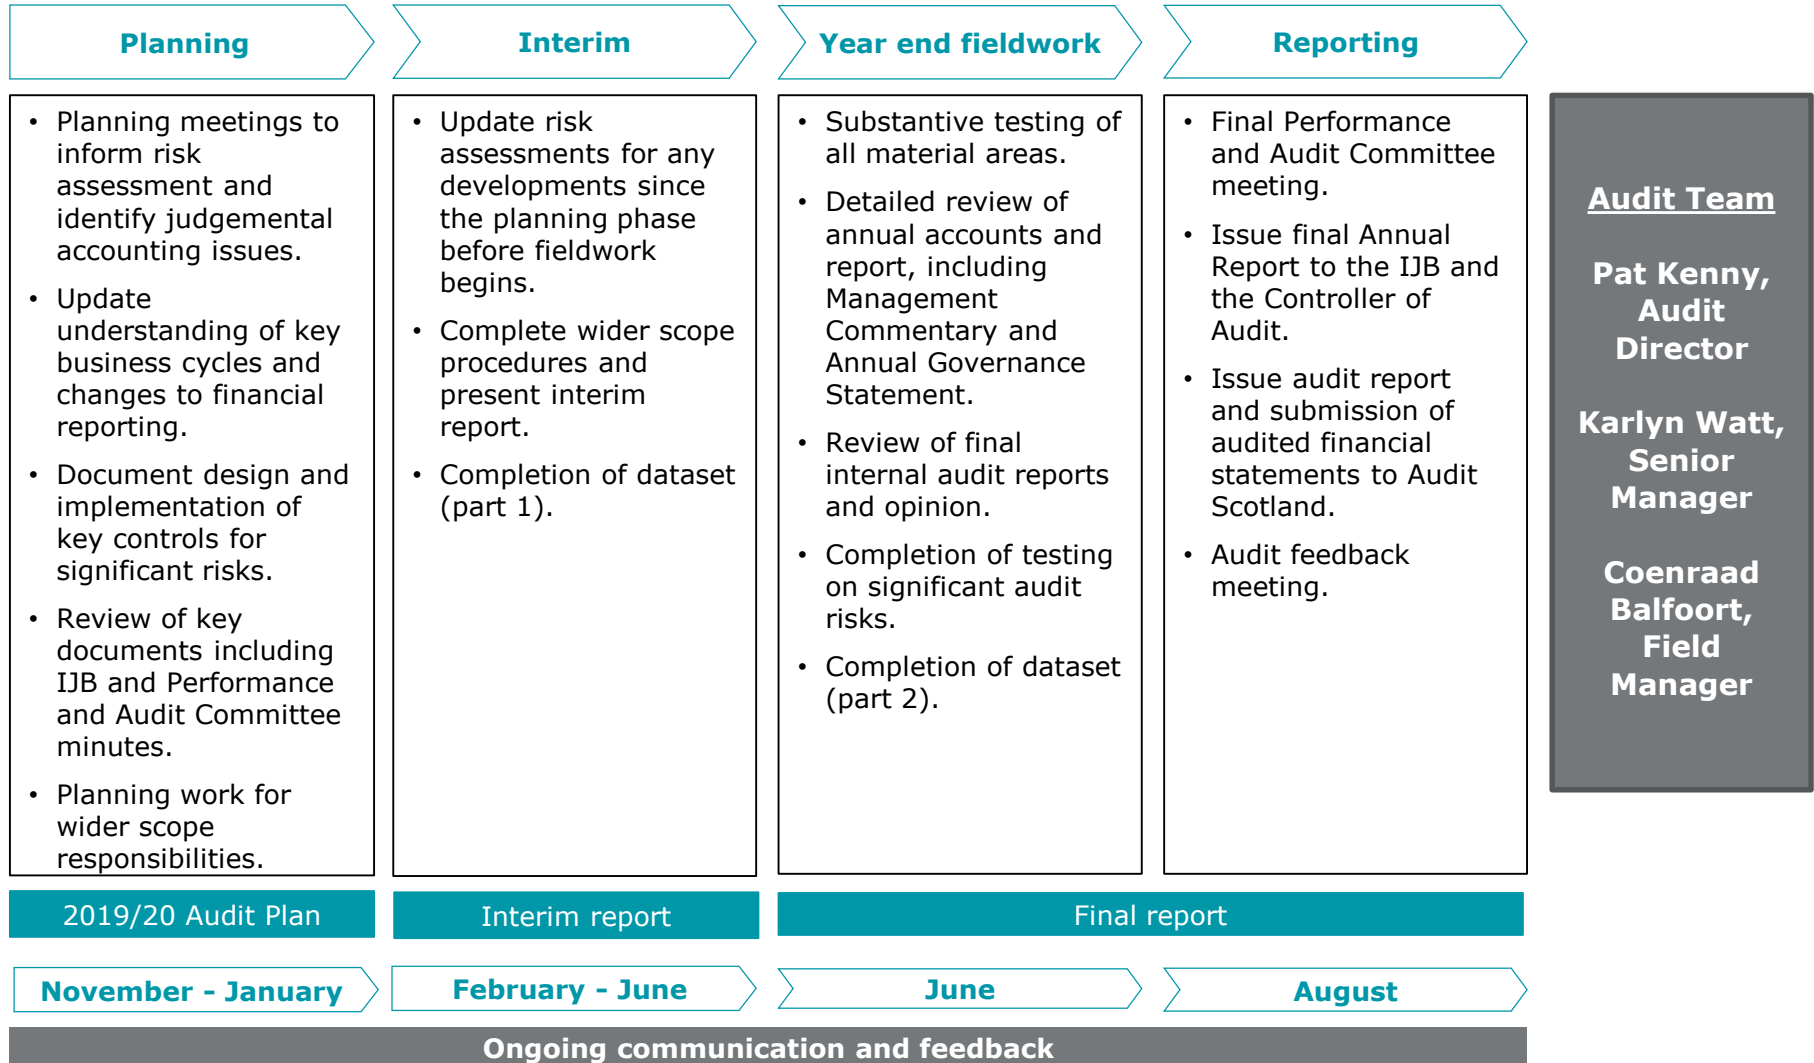 Planning
Interim
Year end fieldwork
Reporting
• Planning meetings to
inform risk
assessment and
identify judgemental
accounting issues.
• Update
understanding of key
business cycles and
changes to financial
reporting.
• Document design and
implementation of
key controls for
significant risks.
• Review of key
documents including
IJB and Performance
and Audit Committee
minutes.
• Planning work for
wider scope
responsibilities.
• Update risk
assessments for any
developments since
the planning phase
before fieldwork
begins.
• Complete wider scope
procedures and
present interim
report.
• Completion of dataset
(part 1).
• Substantive testing of
all material areas.
• Detailed review of
annual accounts and
report, including
Management
Commentary and
Annual Governance
Statement.
• Review of final
internal audit reports
and opinion.
• Completion of testing
on significant audit
risks.
• Completion of dataset
(part 2).
• Final Performance
and Audit Committee
meeting.
• Issue final Annual
Report to the IJB and
the Controller of
Audit.
• Issue audit report
and submission of
audited financial
statements to Audit
Scotland.
• Audit feedback
meeting.
Audit Team
Pat Kenny,
Audit
Director
Karlyn Watt,
Senior
Manager
Coenraad
Balfoort,
Field
Manager
2019/20 Audit Plan
Interim report
Final report
November - January
February - June
June
August
Ongoing communication and feedback